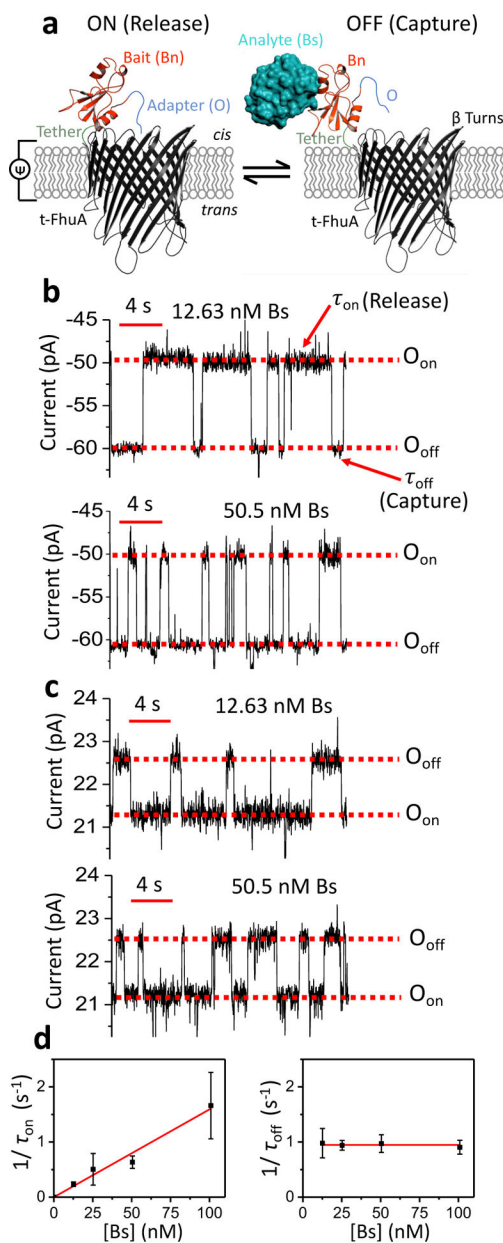 a ON (Release) OFF (Capture)
Bait (Bn)
Adapter (O)
Tether
cis
trans
t-FhuA
Ψ
Analyte (Bs)
Bn
O
Tether
β Turns
t-FhuA
b
4 s
12.63 nM Bs
τon (Release)
-45
-50
-55
-60
Current (pA)
Oon
Ooff
τoff
(Capture)
4 s
50.5 nM Bs
-45
-50
-55
-60
Current (pA)
Oon
Ooff
c
4 s
12.63 nM Bs
24
23
22
21
Current (pA)
Ooff
Oon
4 s
50.5 nM Bs
24
23
22
21
Current (pA)
Ooff
Oon
d
1/τon (s⁻¹)
2
1
0
0 25 50 75 100
[Bs] (nM)
1/τoff (s⁻¹)
2
1
0
0 25 50 75 100
[Bs] (nM)